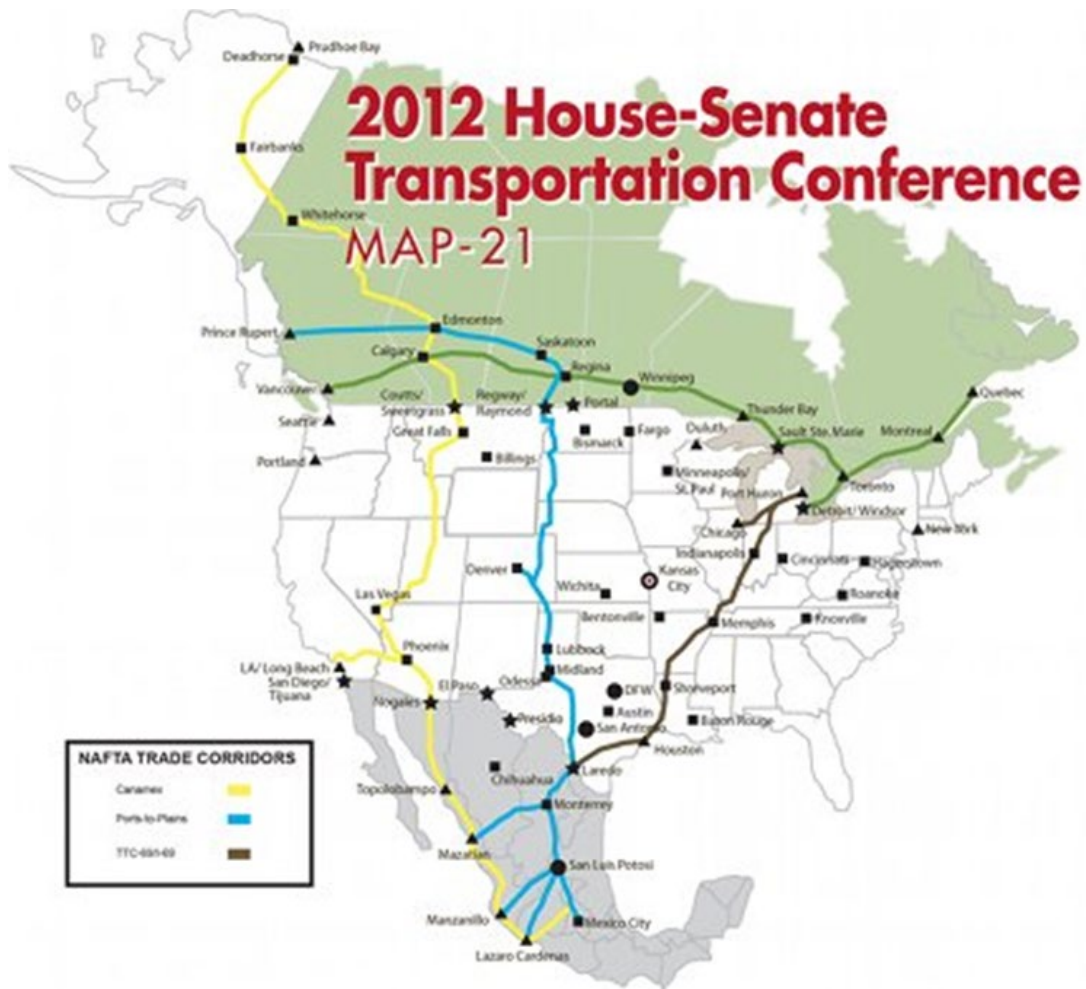 Prudhoe Bay
Deadhorse
2012 House-Senate
Transportation Conference
MAP-21
Fairbanks
Whitehorse
Prince Rupert
Edmonton
Saskatoon
Calgary
Regina
Winnipeg
Vancouver
Coutts/
Sweetgrass
Regway/
Raymond
Portal
Quebec
Thunder Bay
Seattle
Great Falls
Bismarck
Fargo
Duluth
Sault Ste. Marie
Montreal
Portland
Billings
Minneapolis/
St. Paul
Port Huron
Toronto
Detroit/Windsor
Chicago
New York
Indianapolis
Cincinnati
Hagerstown
Denver
Kansas
City
Wichita
Las Vegas
Bentonville
Roanoke
Memphis
Knoxville
Phoenix
Lubbock
LA/Long Beach
San Diego/
Tijuana
Midland
Odessa
El Paso
DFW
Shreveport
Nogales
Presidio
Austin
Baton Rouge
San Antonio
Houston
Chihuahua
Laredo
NAFTA TRADE CORRIDORS
Canamex
Ports-to-Plains
TTC-69/I-69
Topolobampo
Monterrey
Mazatlan
San Luis Potosi
Manzanillo
Mexico City
Lazaro Cardenas